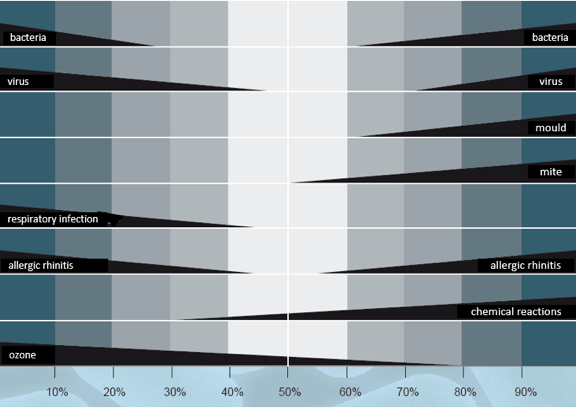 bacteria bacteria
virus virus
mould
mite
respiratory infection
allergic rhinitis allergic rhinitis
chemical reactions
ozone
10% 20% 30% 40% 50% 60% 70% 80% 90%